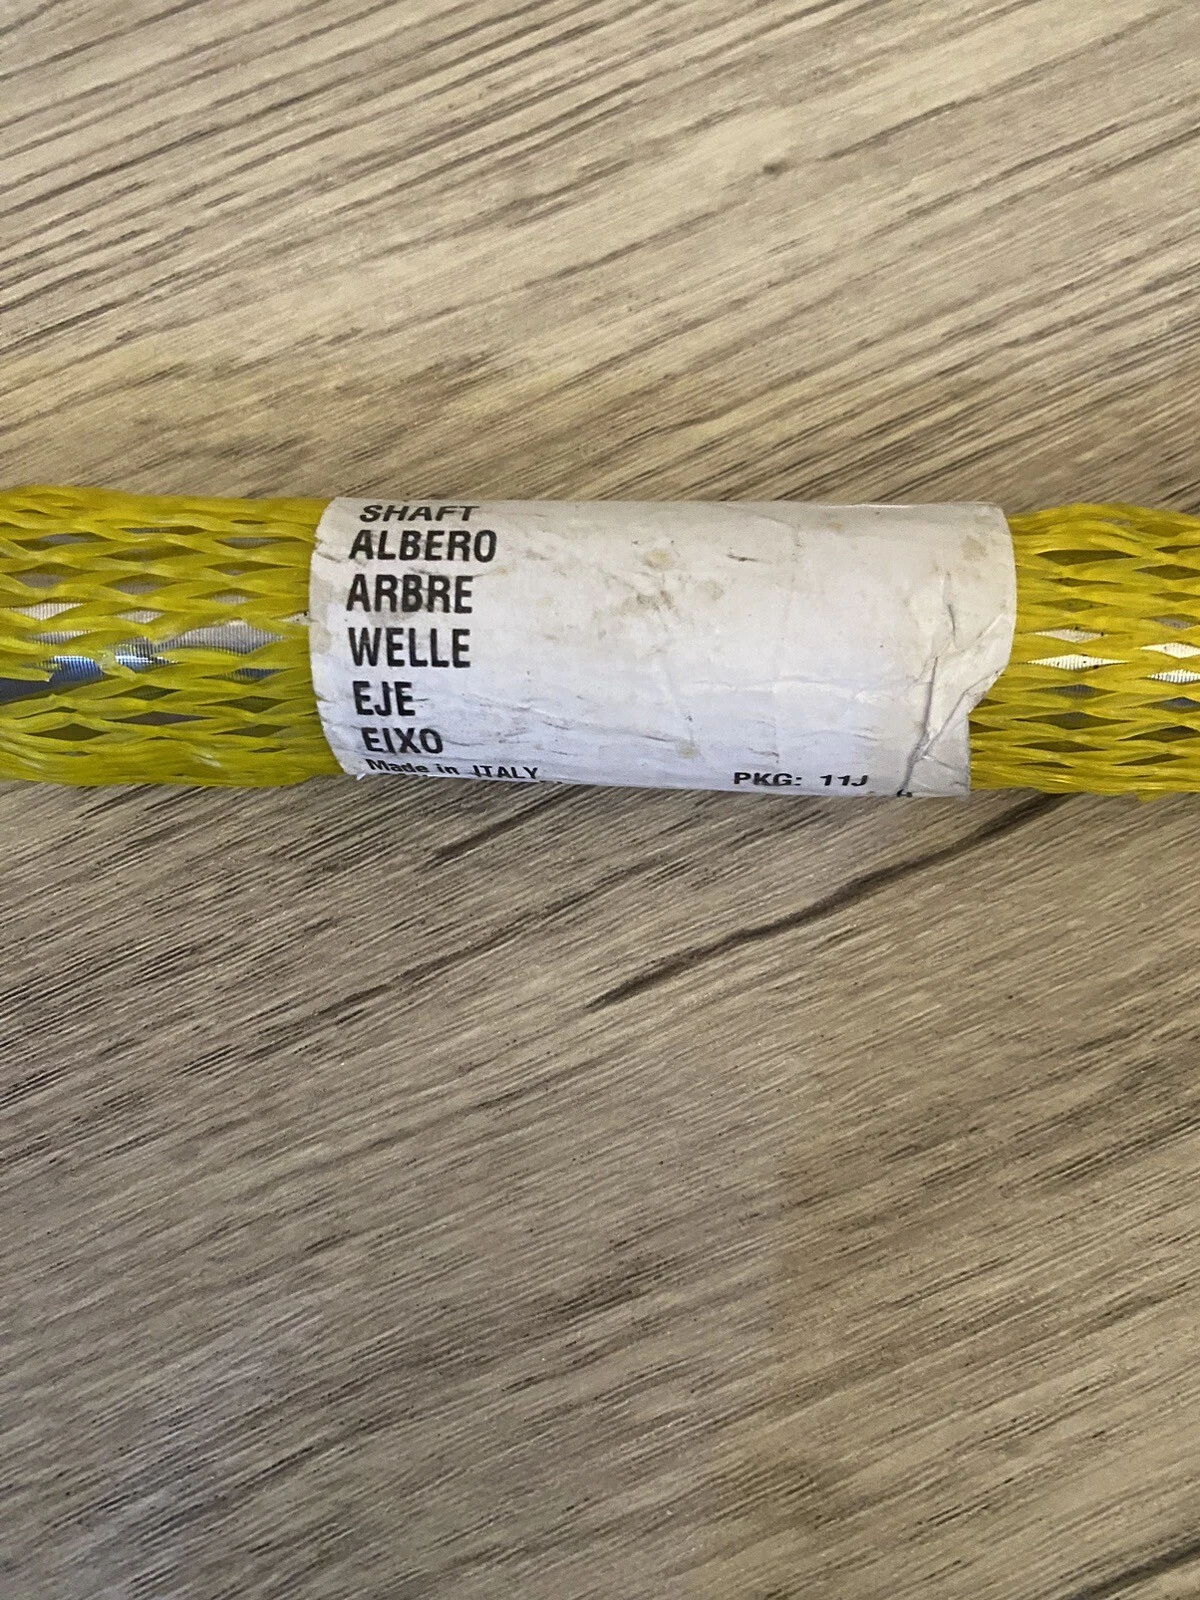 SHAFT
ALBERO
ARBRE
WELLE
EJE
EIXO
Made in ITALY PKG: 11J